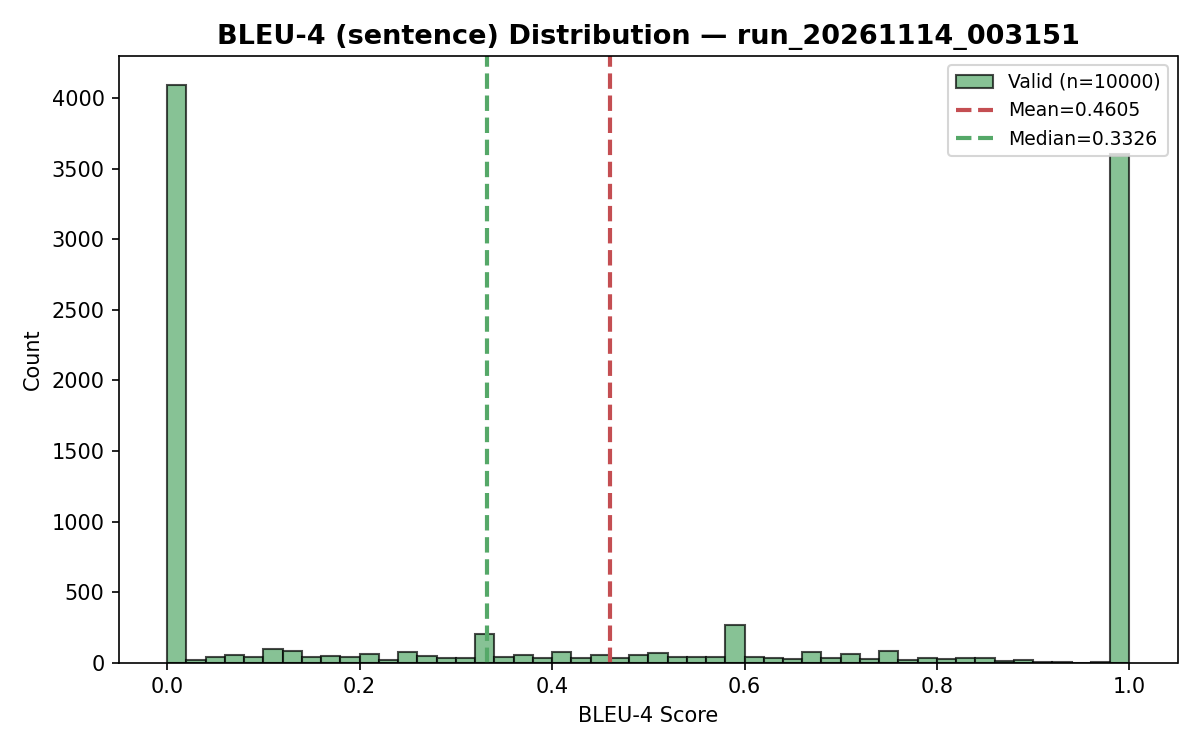 BLEU-4 (sentence) Distribution — run_20261114_003151
Valid (n=10000)
Mean=0.4605
Median=0.3326
Count
4000
3500
3000
2500
2000
1500
1000
500
0
0.0 0.2 0.4 0.6 0.8 1.0
BLEU-4 Score